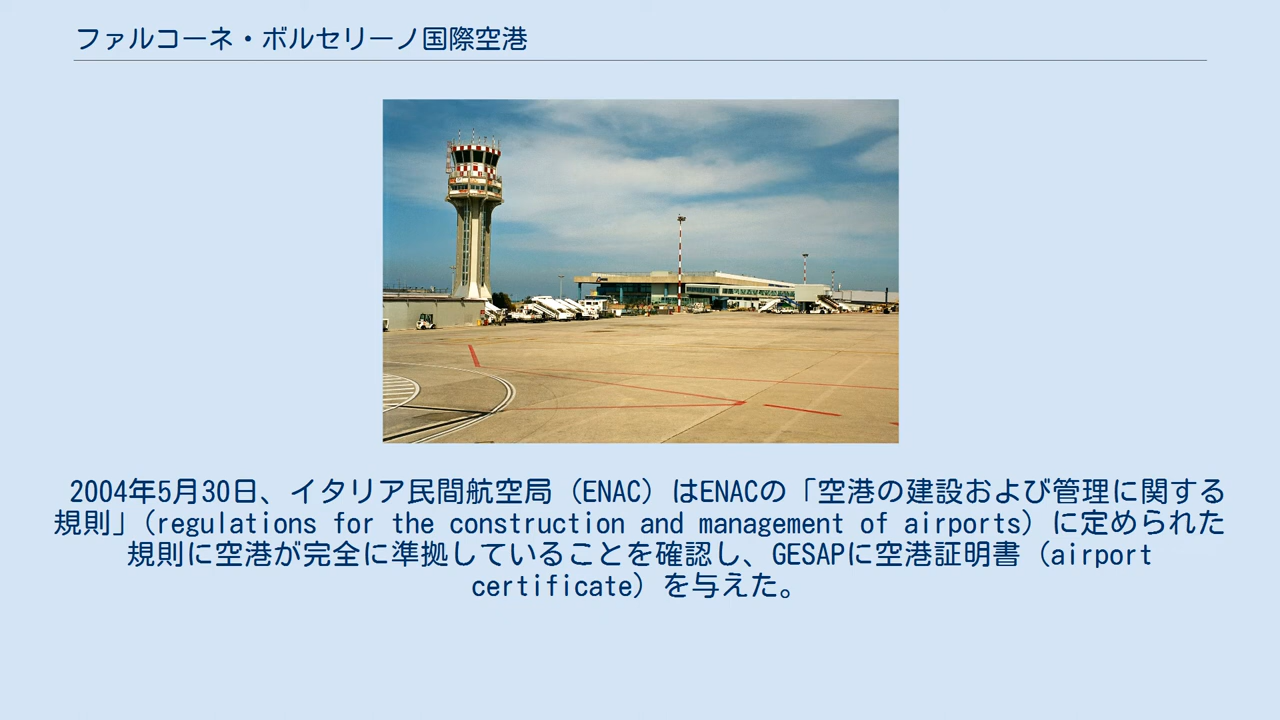 ファルコーネ・ボルセリーノ国際空港
2004年5月30日、イタリア民間航空局（ENAC）はENACの「空港の建設および管理に関する
規則」（regulations for the construction and management of airports）に定められた
規則に空港が完全に準拠していることを確認し、GESAPに空港証明書（airport
certificate）を与えた。